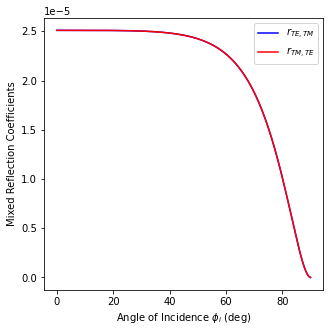 1e−5
r_{TE, TM}
r_{TM, TE}
2.5
2.0
1.5
1.0
0.5
0.0
Mixed Reflection Coefficients
0 20 40 60 80
Angle of Incidence ϕ_i (deg)